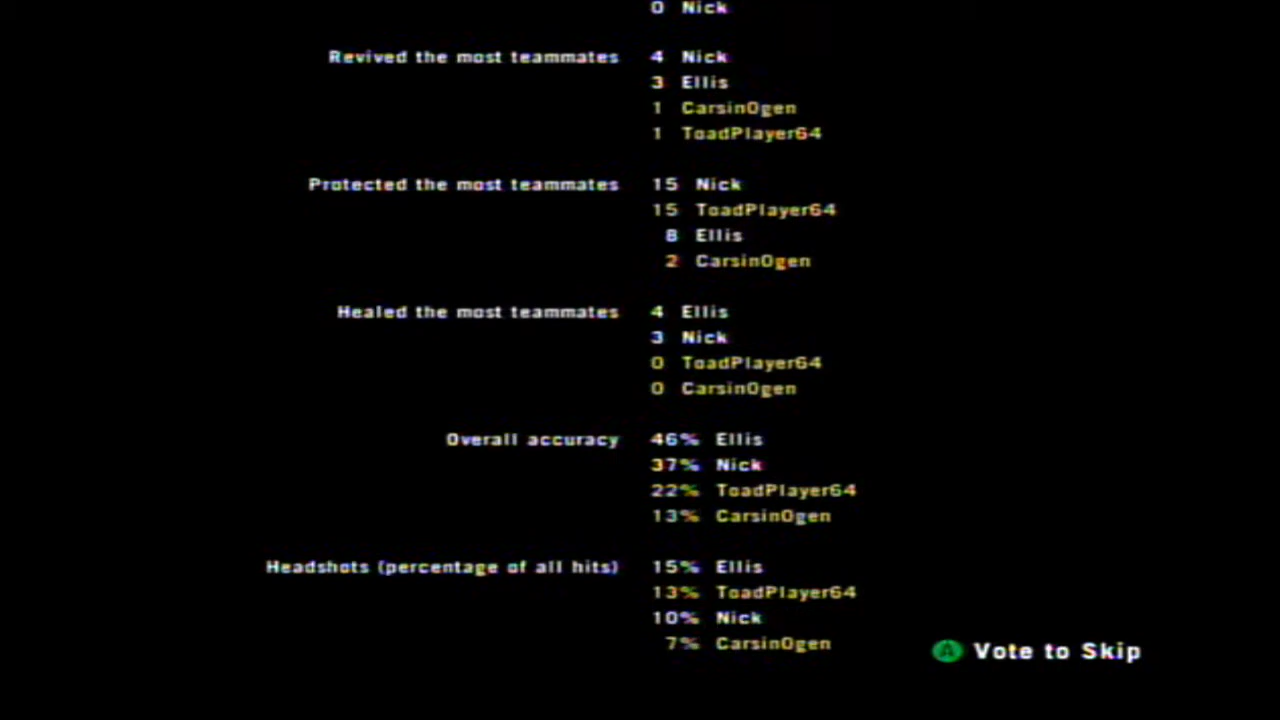 0 Nick
Revived the most teammates 4 Nick
3 Ellis
1 CarsinOgen
1 ToadPlayer64
Protected the most teammates 15 Nick
15 ToadPlayer64
8 Ellis
2 CarsinOgen
Healed the most teammates 4 Ellis
3 Nick
0 ToadPlayer64
0 CarsinOgen
Overall accuracy 46% Ellis
37% Nick
22% ToadPlayer64
13% CarsinOgen
Headshots (percentage of all hits) 15% Ellis
13% ToadPlayer64
10% Nick
7% CarsinOgen
A Vote to Skip